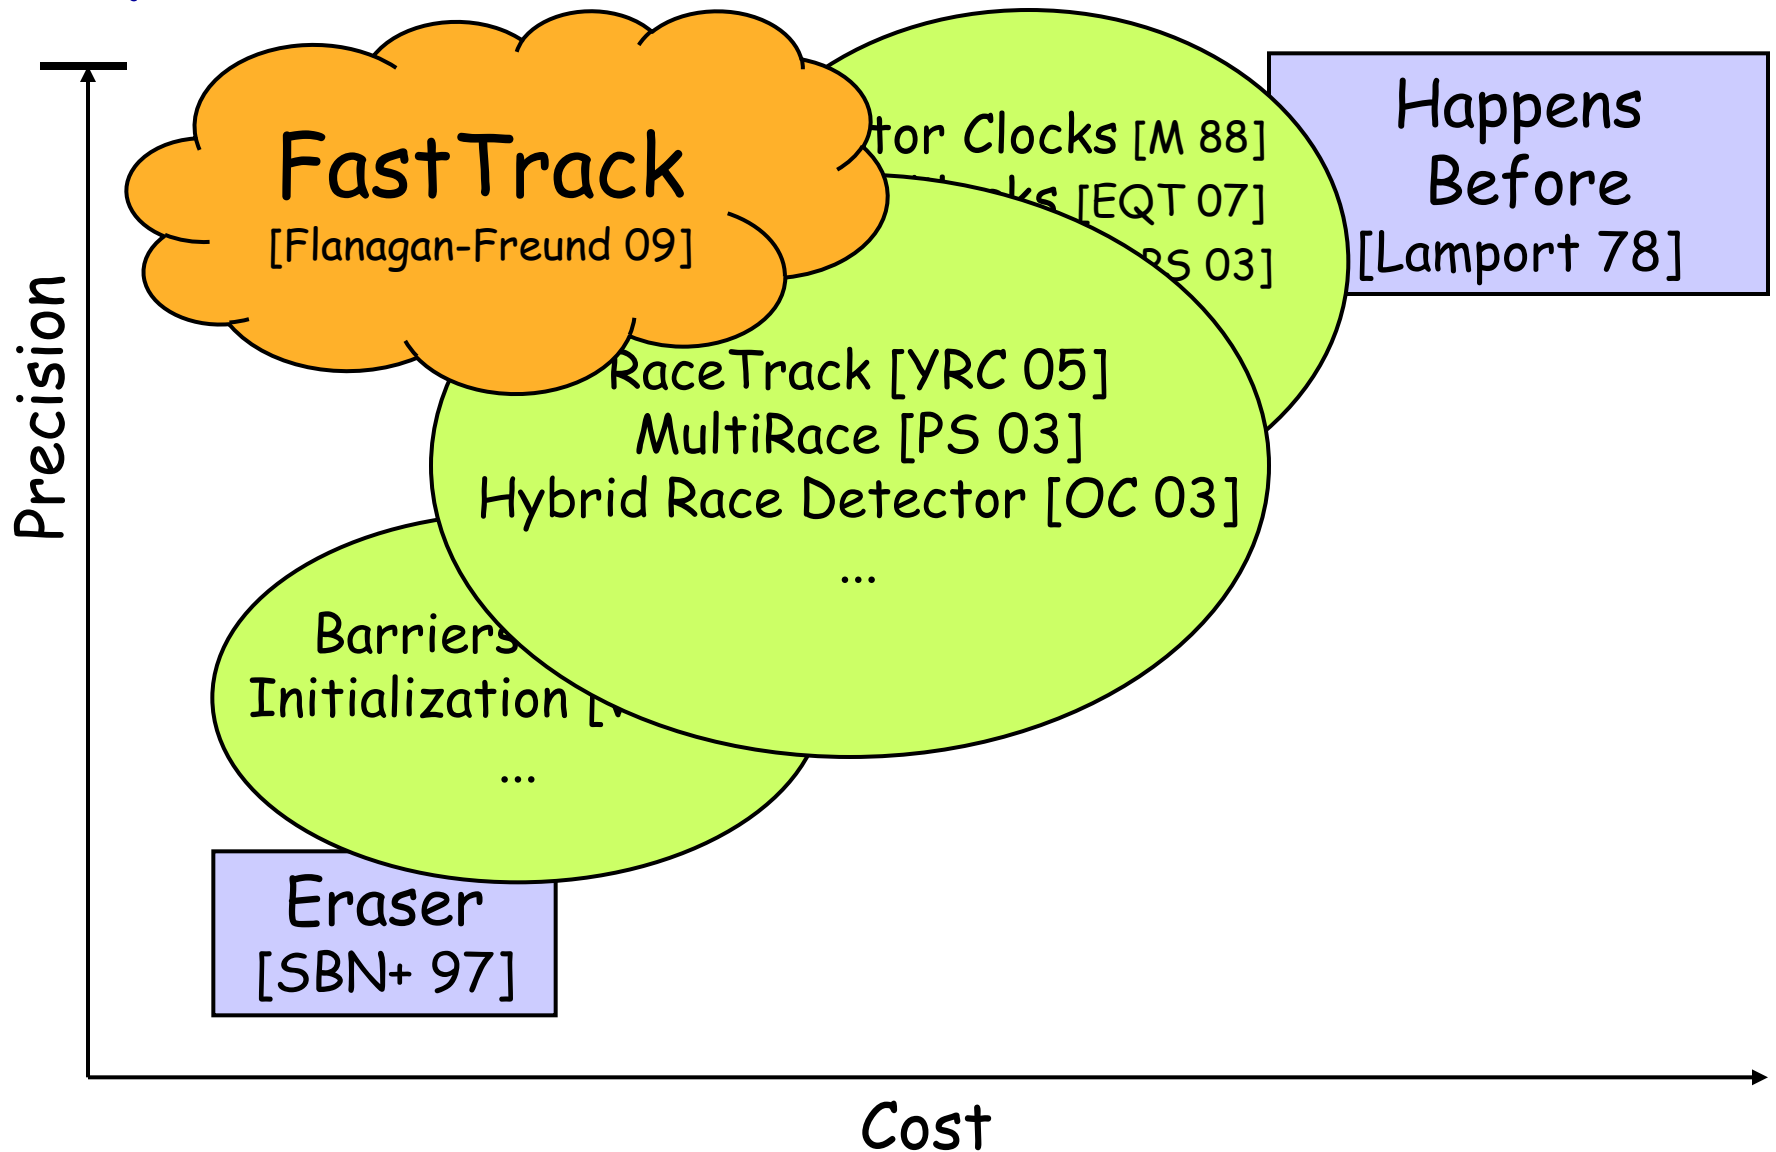 FastTrack
[Flanagan-Freund 09]
Clocks [M 88]
[EQT 07]
03]
Happens
Before
[Lamport 78]
RaceTrack [YRC 05]
MultiRace [PS 03]
Hybrid Race Detector [OC 03]
...
Barriers
Initialization
...
Eraser
[SBN+ 97]
Precision
Cost